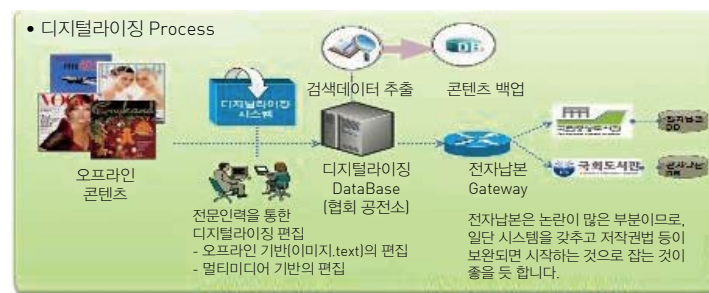 • 디지털라이징 Process
VOGUE
오프라인
콘텐츠
디지털라이징
시스템
전문인력을 통한
디지털라이징 편집
- 오프라인 기반(이미지.text)의 편집
- 멀티미디어 기반의 편집
검색데이터 추출
DB
콘텐츠 백업
디지털라이징
DataBase
(협회 공전소)
전자납본
Gateway
국회도서관
전자납본은 논란이 많은 부분이므로,
일단 시스템을 갖추고 저작권법 등이
보완되면 시작하는 것으로 잡는 것이
좋을 듯 합니다.